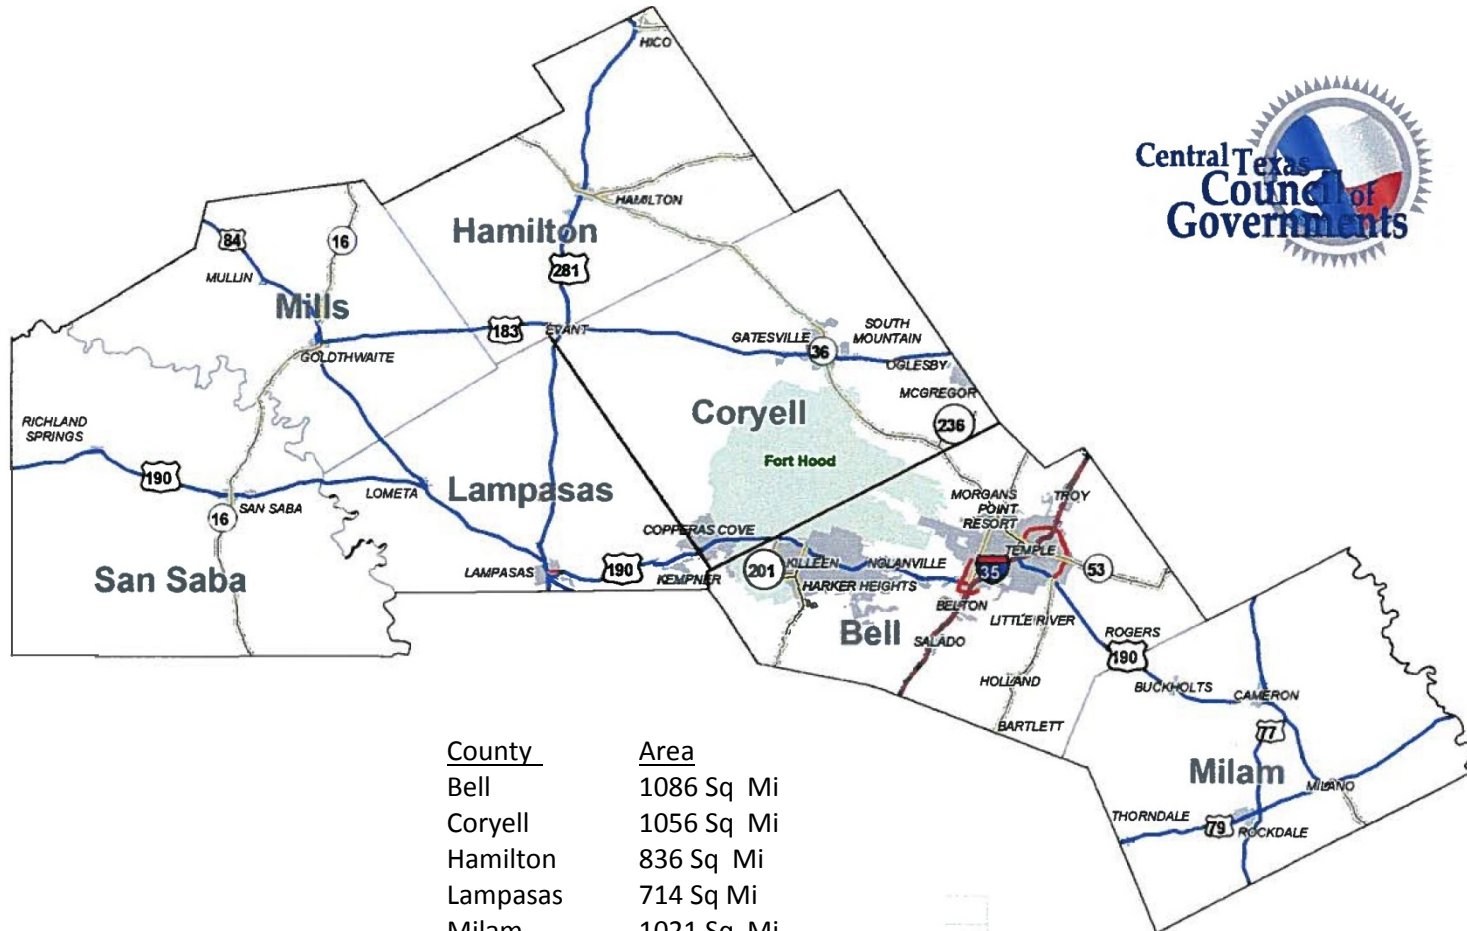 HICO
Central Texas
Council of
Governments
HAMILTON
Hamilton
84
16
281
MULLIN
Mills
183
EVANT
GOLDTHWAITE
GATESVILLE
36
SOUTH
MOUNTAIN
OGLESBY
MCGREGOR
236
Coryell
RICHLAND
SPRINGS
Fort Hood
190
LOMETA
Lampasas
SAN SABA
16
MORGANS
POINT
RESORT
TROY
COPPERAS COVE
TEMPLE
LAMPASAS
190
KEMPNER
201
KILLEEN
NOLANVILLE
35
53
HARKER HEIGHTS
San Saba
BELTON
LITTLE RIVER
Bell
SALADO
ROGERS
190
HOLLAND
BUCKHOLTS
CAMERON
BARTLETT
77
Milam
MILANO
THORNDALE
79
ROCKDALE
County Area
Bell 1086 Sq Mi
Coryell 1056 Sq Mi
Hamilton 836 Sq Mi
Lampasas 714 Sq Mi
Milam 1021 Sq Mi